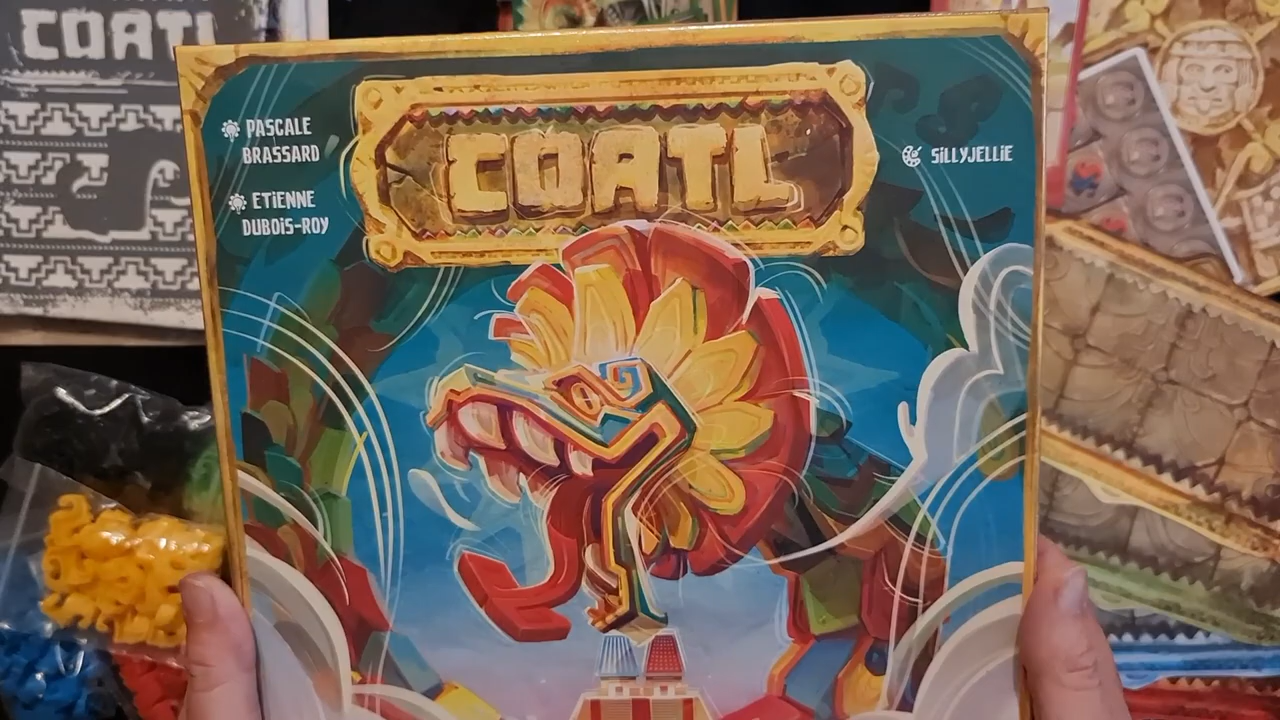 COATL
COATL
PASCALE
BRASSARD
ETiENNE
DUBOiS-ROY
SiLLYJELLiE